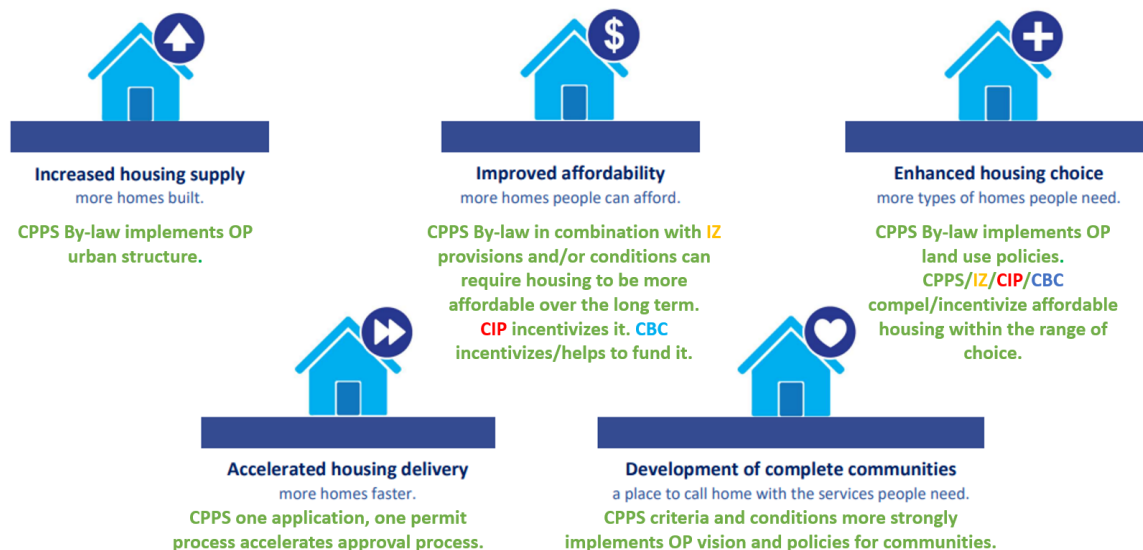 $
Increased housing supply
more homes built.
CPPS By-law implements OP
urban structure.
Improved affordability
more homes people can afford.
CPPS By-law in combination with IZ
provisions and/or conditions can
require housing to be more
affordable over the long term.
CIP incentivizes it. CBC
incentivizes/helps to fund it.
Enhanced housing choice
more types of homes people need.
CPPS By-law implements OP
land use policies.
CPPS/IZ/CIP/CBC
compel/incentivize affordable
housing within the range of
choice.
Accelerated housing delivery
more homes faster.
CPPS one application, one permit
process accelerates approval process.
Development of complete communities
a place to call home with the services people need.
CPPS criteria and conditions more strongly
implements OP vision and policies for communities.